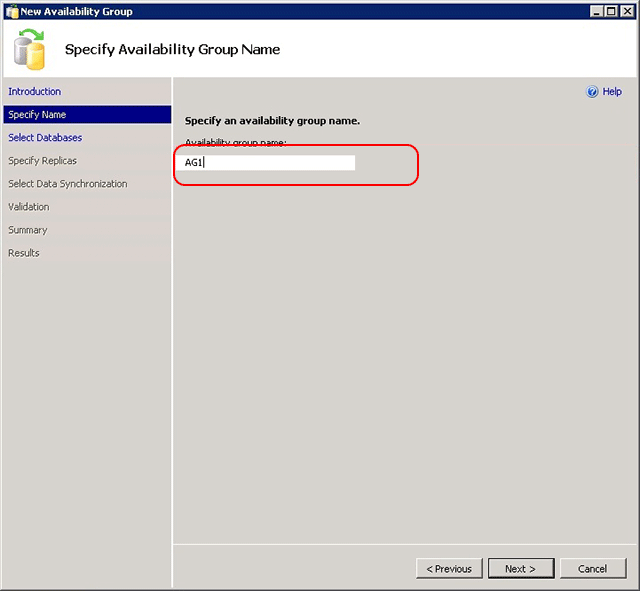 New Availability Group
Specify Availability Group Name
Introduction
Specify Name
Select Databases
Specify Replicas
Select Data Synchronization
Validation
Summary
Results
Help
Specify an availability group name.
Availability group name:
AG1
< Previous
Next >
Cancel